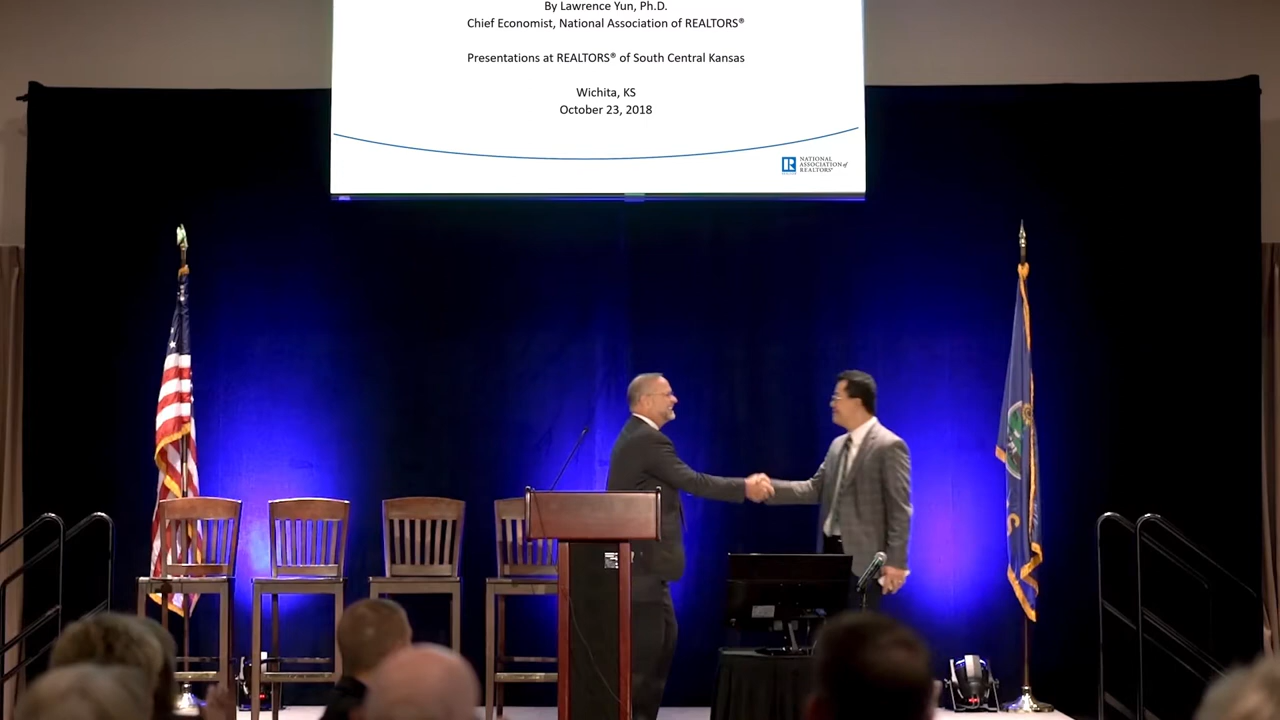 By Lawrence Yun, Ph.D.
Chief Economist, National Association of REALTORS®
Presentations at REALTORS® of South Central Kansas
Wichita, KS
October 23, 2018
NATIONAL
ASSOCIATION of
REALTORS®